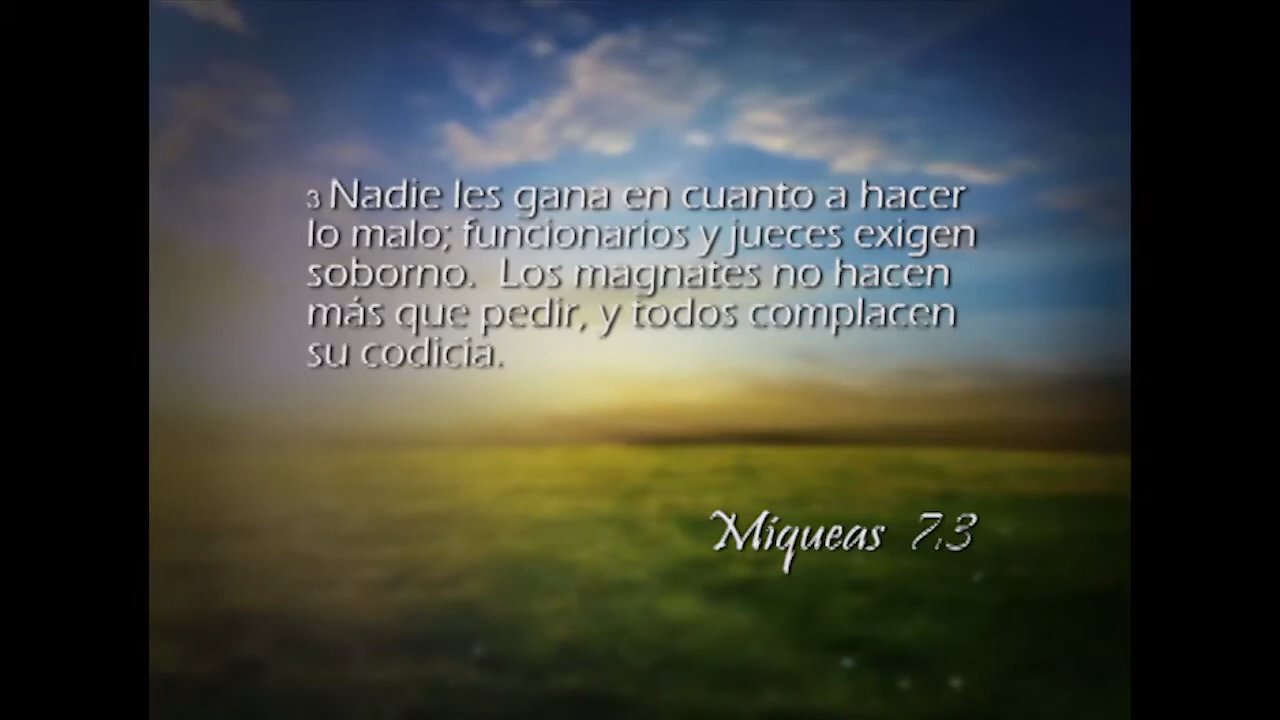 3 Nadie les gana en cuanto a hacer
lo malo; funcionarios y jueces exigen
soborno. Los magnates no hacen
más que pedir, y todos complacen
su codicia.
Miqueas 7:3